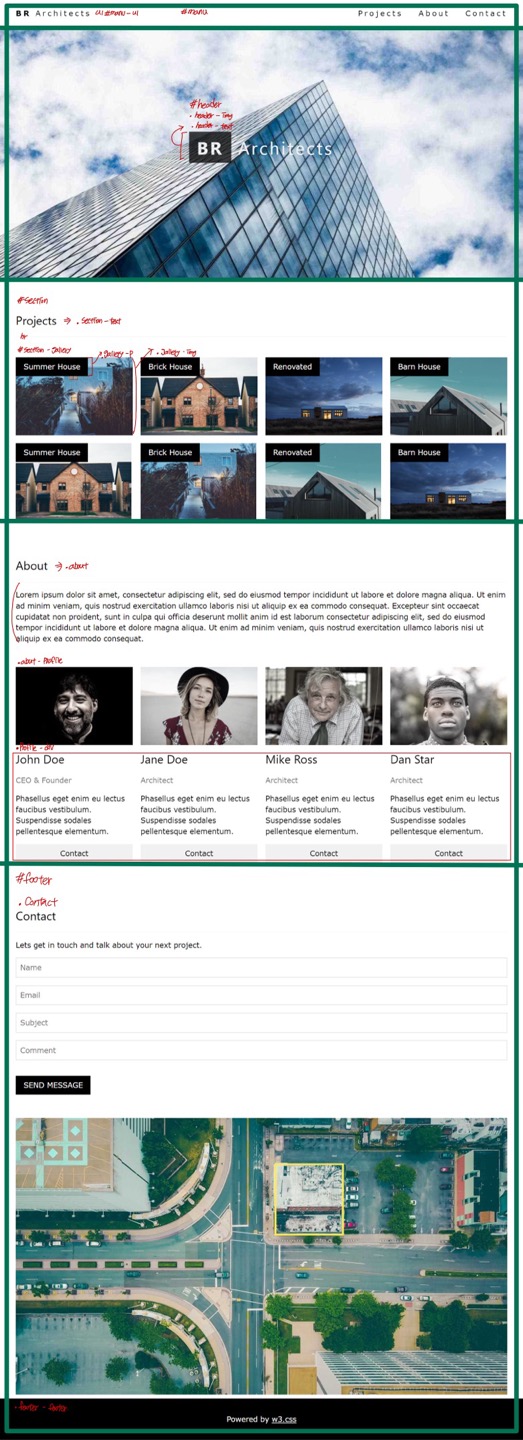 BR Architects ul#manu-ul #manu Projects About Contact
#header
.header-Img
.header-text
BR Architects
#Section
Projects ⇒ .Section-Text
hr
#Section-Gallery .Gallery-P .Gallery-Img
Summer House Brick House Renovated Barn House
Summer House Brick House Renovated Barn House
About ⇒ .about
Lorem ipsum dolor sit amet, consectetur adipiscing elit, sed do eiusmod tempor incididunt ut labore et dolore magna aliqua. Ut enim
ad minim veniam, quis nostrud exercitation ullamco laboris nisi ut aliquip ex ea commodo consequat. Excepteur sint occaecat
cupidatat non proident, sunt in culpa qui officia deserunt mollit anim id est laborum consectetur adipiscing elit, sed do eiusmod
tempor incididunt ut labore et dolore magna aliqua. Ut enim ad minim veniam, quis nostrud exercitation ullamco laboris nisi ut
aliquip ex ea commodo consequat.
.about-Profile
.Profile-div
John Doe Jane Doe Mike Ross Dan Star
CEO & Founder Architect Architect Architect
Phasellus eget enim eu lectus Phasellus eget enim eu lectus Phasellus eget enim eu lectus Phasellus eget enim eu lectus
faucibus vestibulum. faucibus vestibulum. faucibus vestibulum. faucibus vestibulum.
Suspendisse sodales Suspendisse sodales Suspendisse sodales Suspendisse sodales
pellentesque elementum. pellentesque elementum. pellentesque elementum. pellentesque elementum.
Contact Contact Contact Contact
#footer
.Contact
Contact
Lets get in touch and talk about your next project.
Name
Email
Subject
Comment
SEND MESSAGE
.footer-footer
Powered by w3.css